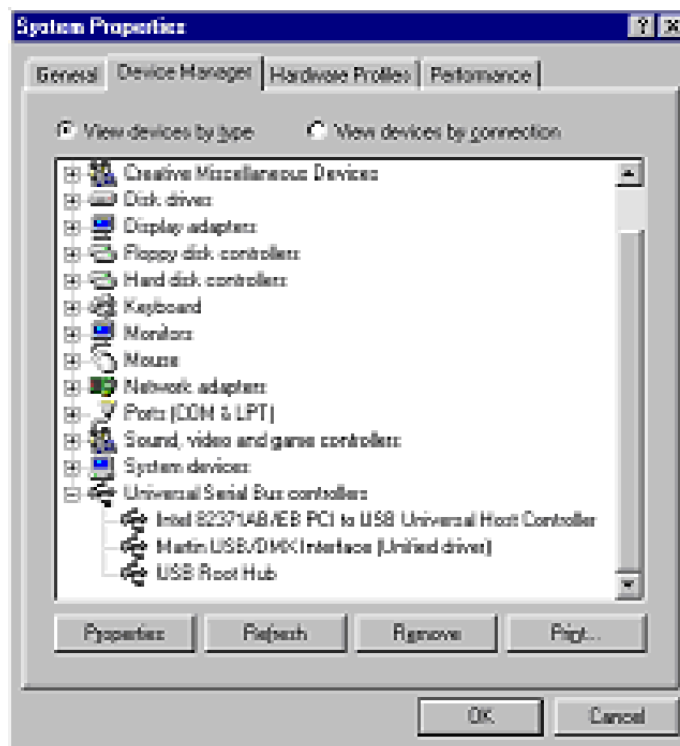 System Properties
General Device Manager Hardware Profiles Performance
View devices by type View devices by connection
Creative Miscellaneous Devices
Disk drives
Display adapters
Floppy disk controllers
Hard disk controllers
Keyboard
Monitors
Mouse
Network adapters
Ports (COM & LPT)
Sound, video and game controllers
System devices
Universal Serial Bus controllers
Intel 82371AB/EB PCI to USB Universal Host Controller
Martin USB/DMX Interface (Unified driver)
USB Root Hub
Properties Refresh Remove Print...
OK Cancel